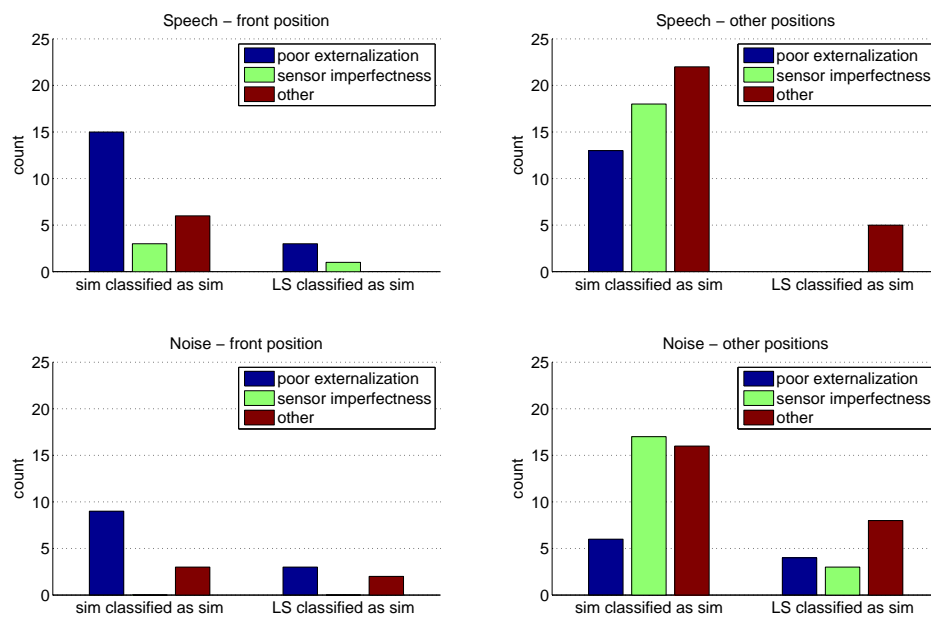 Speech − front position
25
20
15
10
5
0
count
poor externalization
sensor imperfectness
other
sim classified as sim
LS classified as sim
Speech − other positions
25
20
15
10
5
0
count
poor externalization
sensor imperfectness
other
sim classified as sim
LS classified as sim
Noise − front position
25
20
15
10
5
0
count
poor externalization
sensor imperfectness
other
sim classified as sim
LS classified as sim
Noise − other positions
25
20
15
10
5
0
count
poor externalization
sensor imperfectness
other
sim classified as sim
LS classified as sim